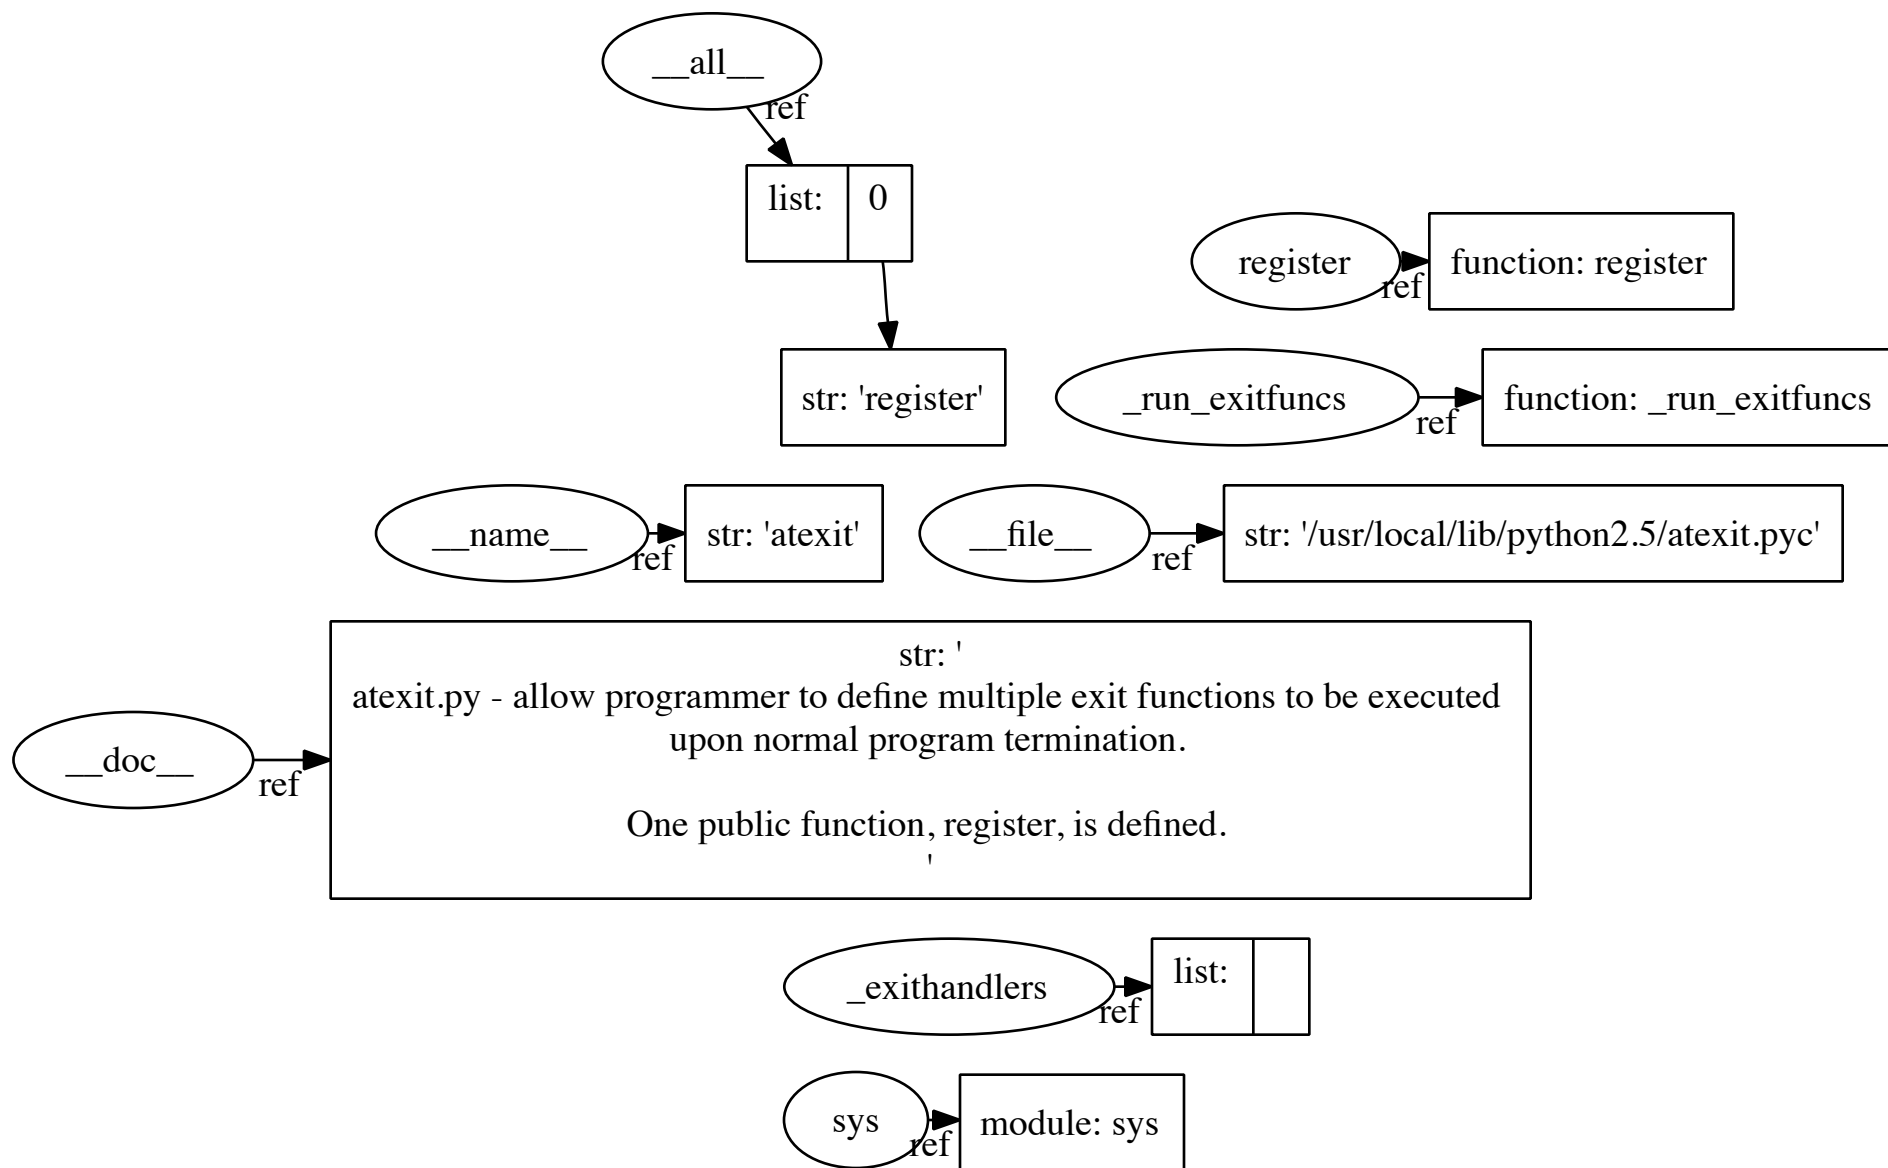 __all__
ref
list: 0
register
ref
function: register
str: 'register'
_run_exitfuncs
ref
function: _run_exitfuncs
__name__
ref
str: 'atexit'
__file__
ref
str: '/usr/local/lib/python2.5/atexit.pyc'
__doc__
ref
str: '
atexit.py - allow programmer to define multiple exit functions to be executed
upon normal program termination.
One public function, register, is defined.
'
_exithandlers
ref
list:
sys
ref
module: sys